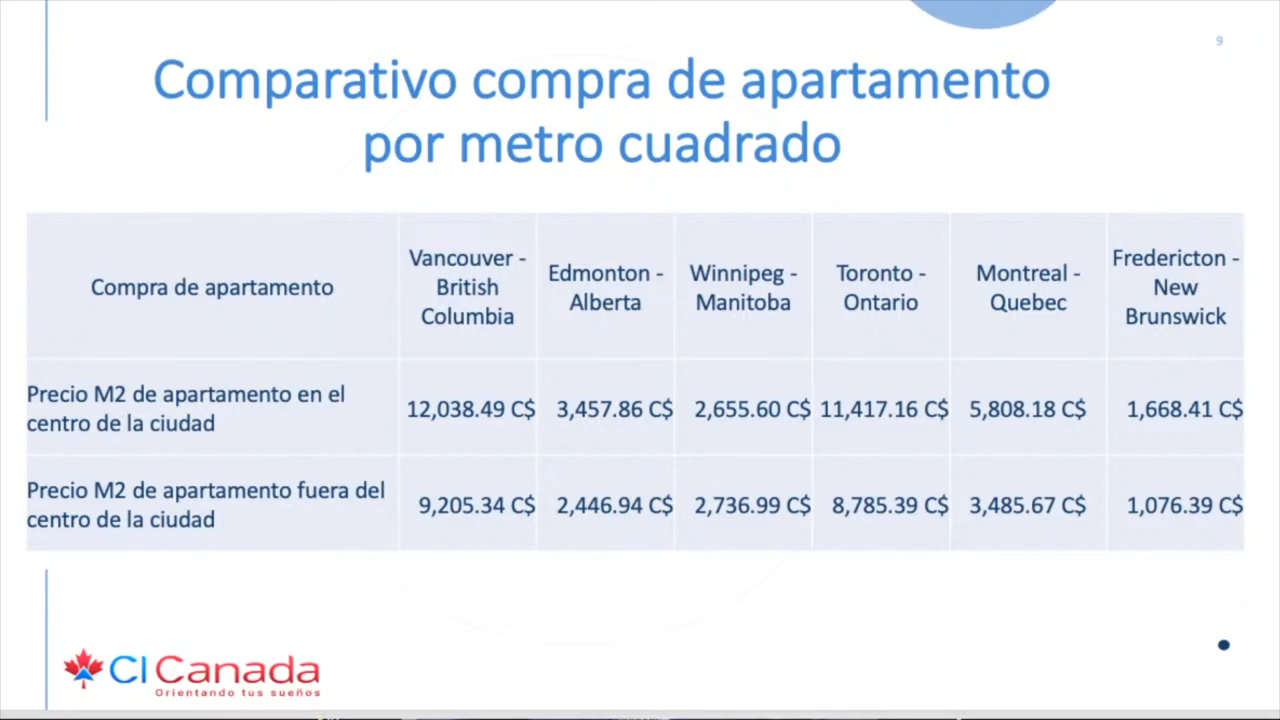 9
Comparativo compra de apartamento
por metro cuadrado
Compra de apartamento
Vancouver -
British
Columbia
Edmonton -
Alberta
Winnipeg -
Manitoba
Toronto -
Ontario
Montreal -
Quebec
Fredericton -
New
Brunswick
Precio M2 de apartamento en el
centro de la ciudad
12,038.49 C$
3,457.86 C$
2,655.60 C$
11,417.16 C$
5,808.18 C$
1,668.41 C$
Precio M2 de apartamento fuera del
centro de la ciudad
9,205.34 C$
2,446.94 C$
2,736.99 C$
8,785.39 C$
3,485.67 C$
1,076.39 C$
CI Canada
Orientando tus sueños